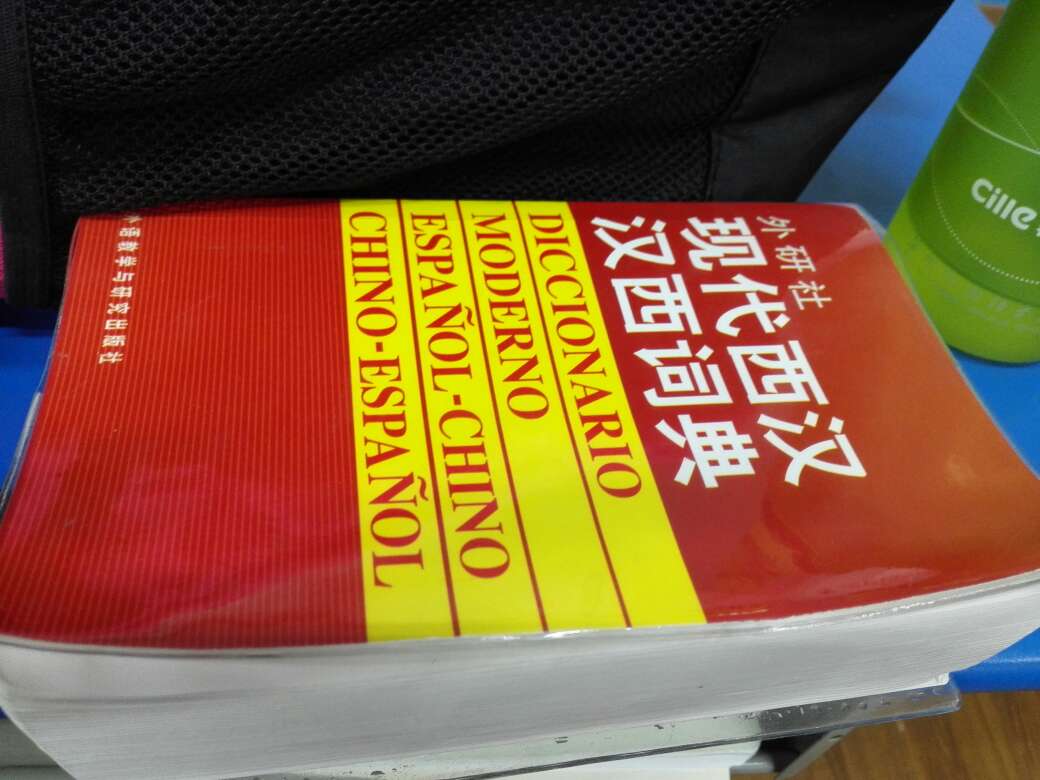 外研社
现代西汉
汉西词典
DICCIONARIO
MODERNO
ESPAÑOL-CHINO
CHINO-ESPAÑOL
外语教学与研究出版社
Cille